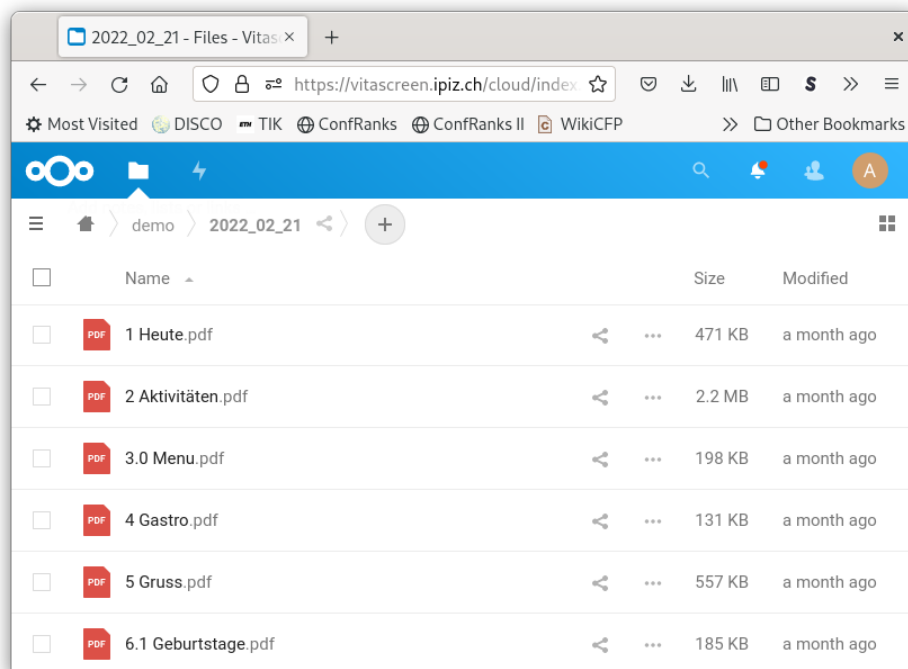 2022_02_21 - Files - Vitas
https://vitascreen.ipiz.ch/cloud/index.
Most Visited DISCO ETH TIK ConfRanks ConfRanks II C WikiCFP Other Bookmarks
A
demo 2022_02_21
Name Size Modified
PDF 1 Heute.pdf 471 KB a month ago
PDF 2 Aktivitäten.pdf 2.2 MB a month ago
PDF 3.0 Menu.pdf 198 KB a month ago
PDF 4 Gastro.pdf 131 KB a month ago
PDF 5 Gruss.pdf 557 KB a month ago
PDF 6.1 Geburtstage.pdf 185 KB a month ago